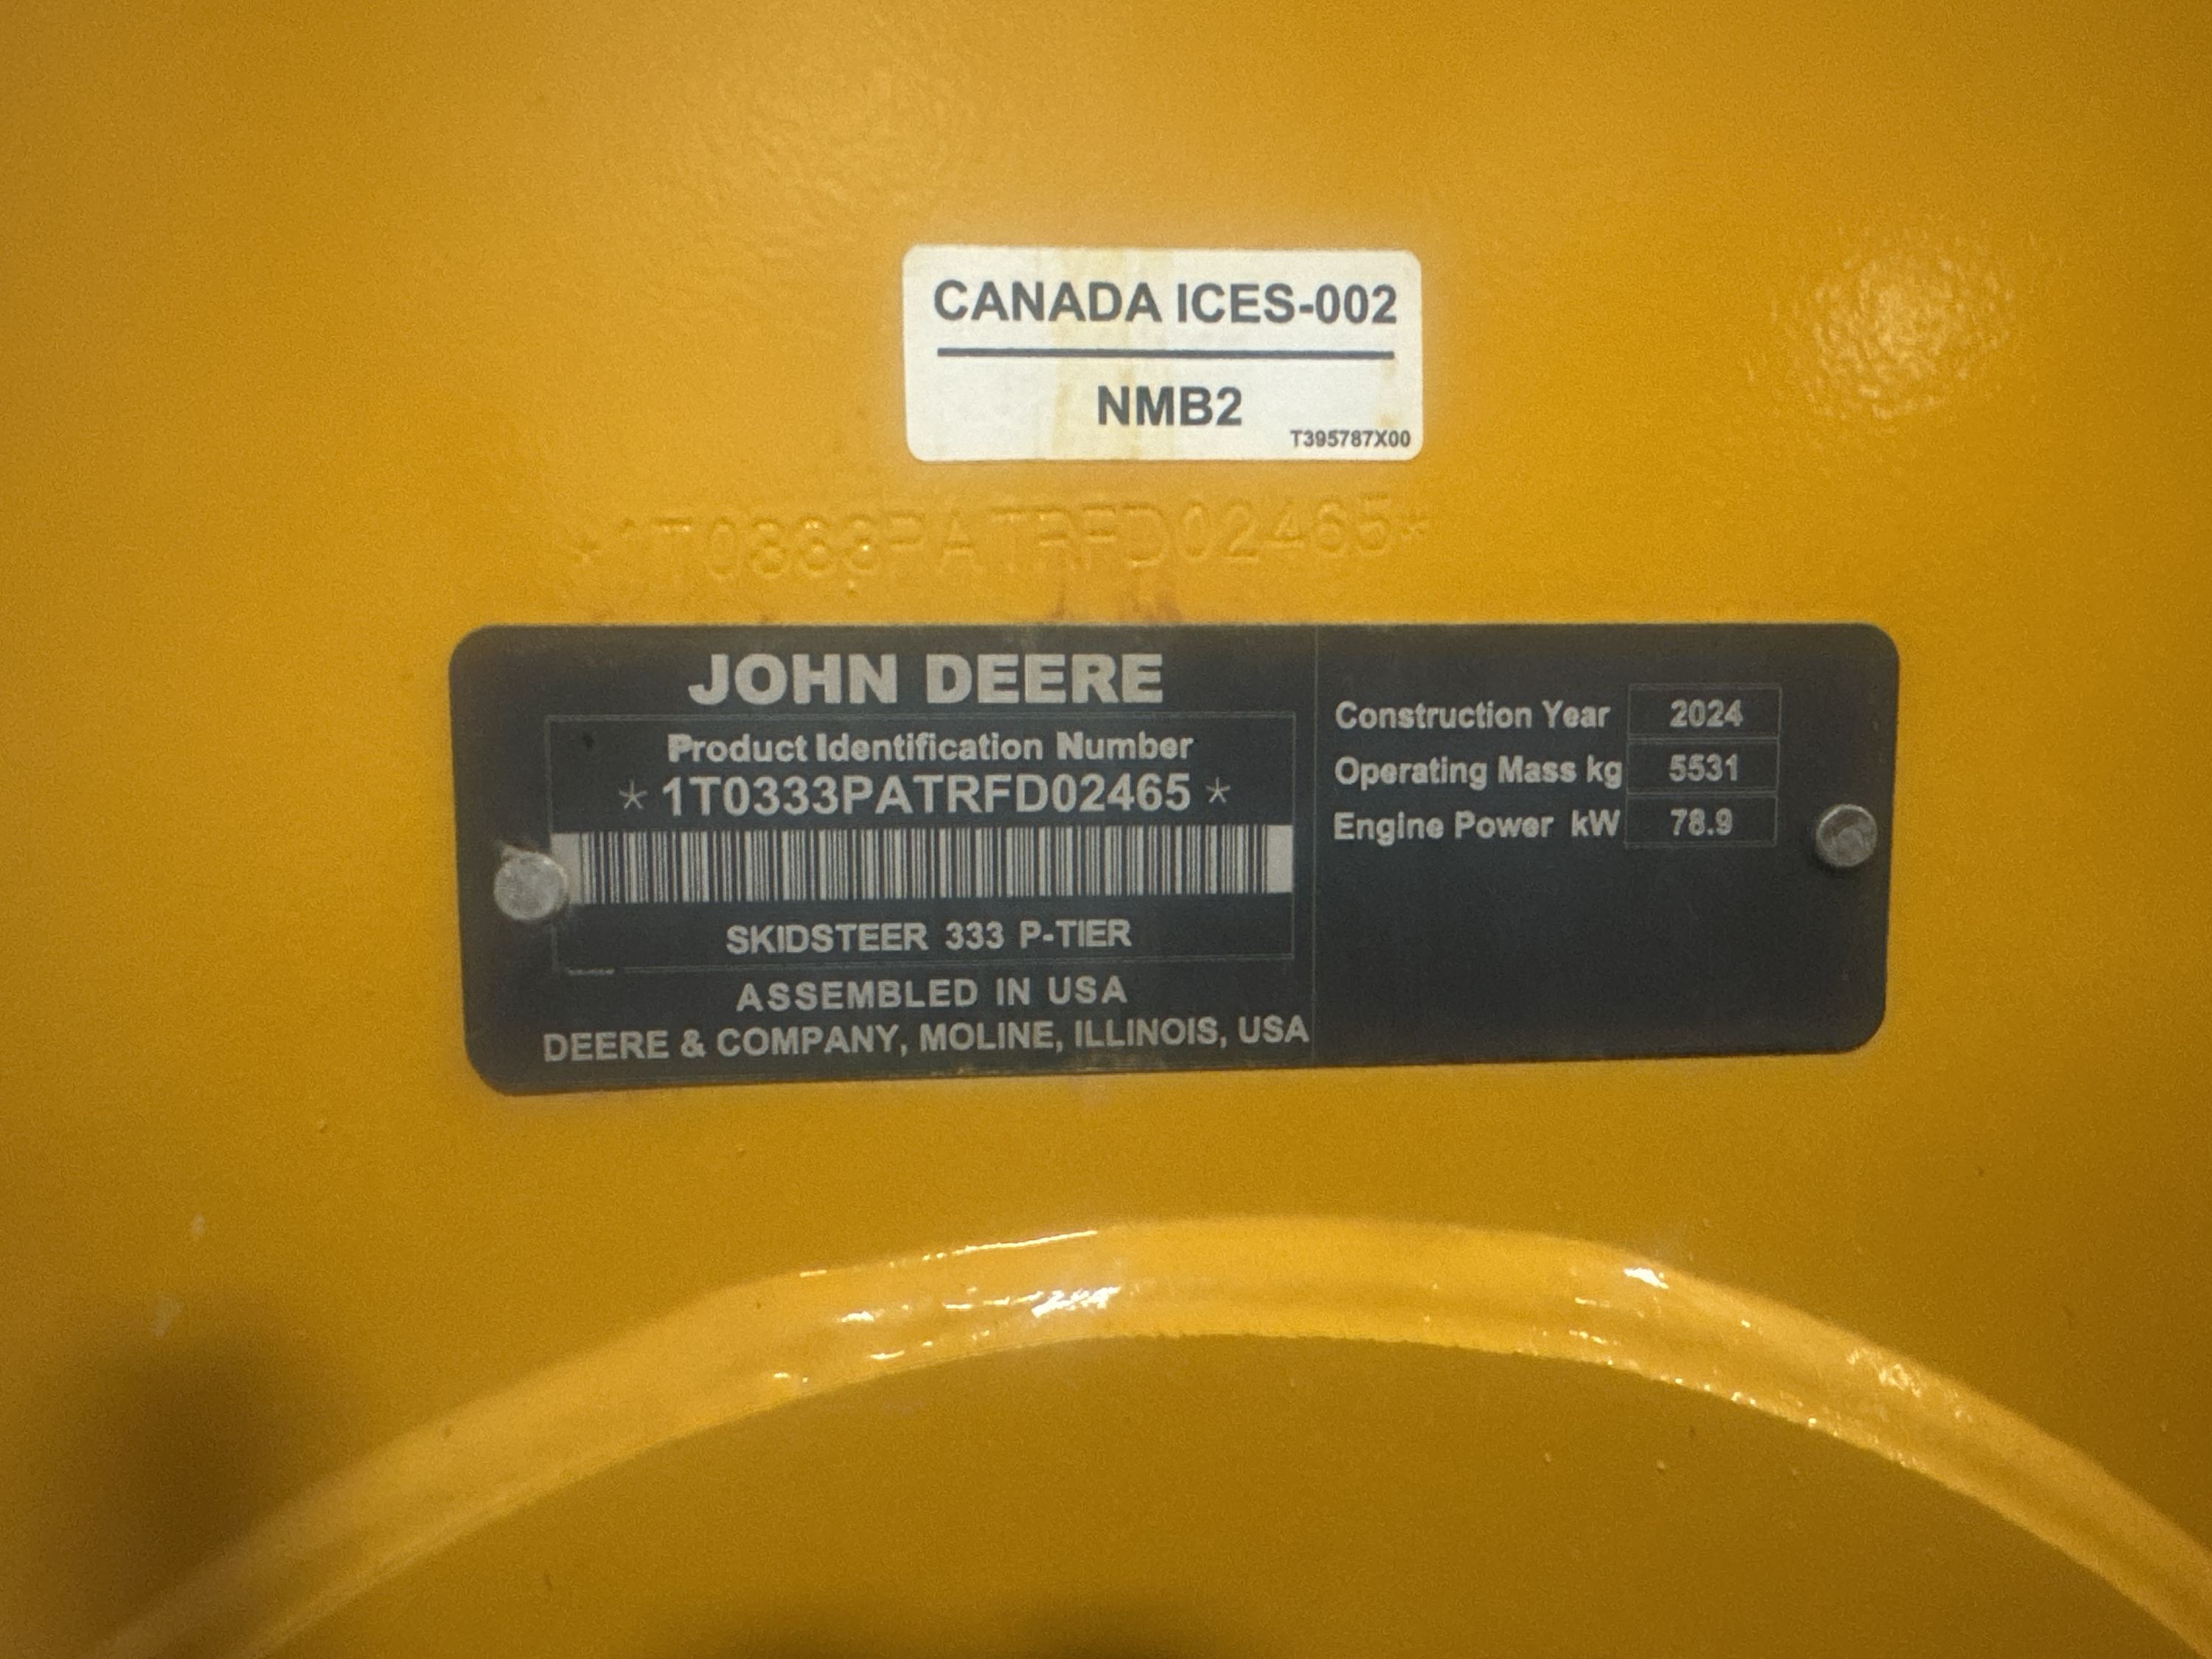 CANADA ICES-002
NMB2
T395787X00
*1T0333PATRFD02465*
JOHN DEERE
Product Identification Number
*1T0333PATRFD02465*
SKIDSTEER 333 P-TIER
ASSEMBLED IN USA
DEERE & COMPANY, MOLINE, ILLINOIS, USA
Construction Year 2024
Operating Mass kg 5531
Engine Power kW 78.9